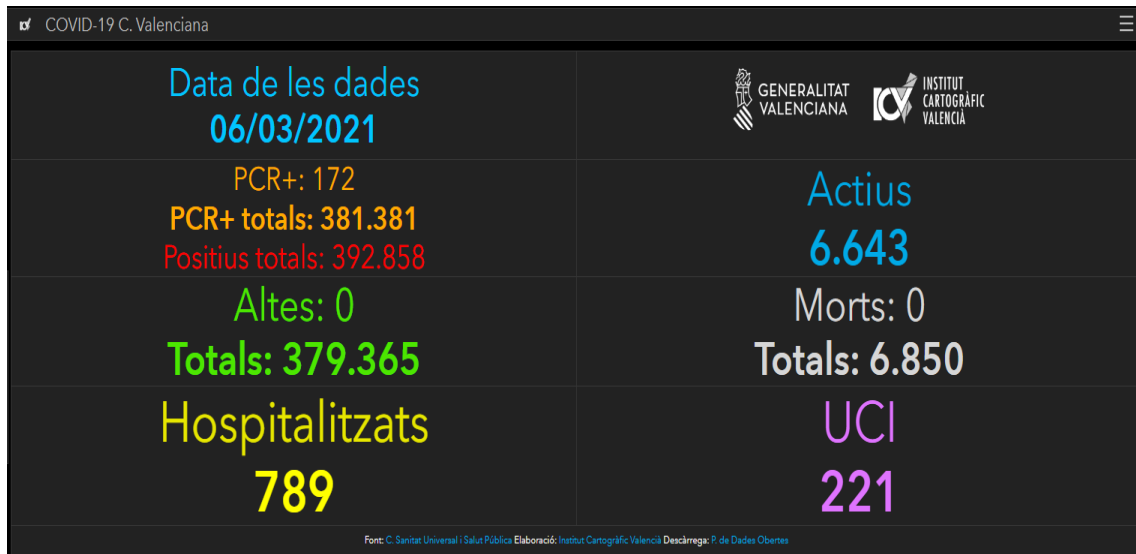 COVID-19 C. Valenciana
Data de les dades
06/03/2021
GENERALITAT
VALENCIANA
ICV
INSTITUT
CARTOGRÀFIC
VALENCIÀ
PCR+: 172
PCR+ totals: 381.381
Positius totals: 392.858
Actius
6.643
Altes: 0
Totals: 379.365
Morts: 0
Totals: 6.850
Hospitalitzats
789
UCI
221
Font: C. Sanitat Universal i Salut Pública Elaboració: Institut Cartogràfic Valencià Descàrrega: P. de Dades Obertes